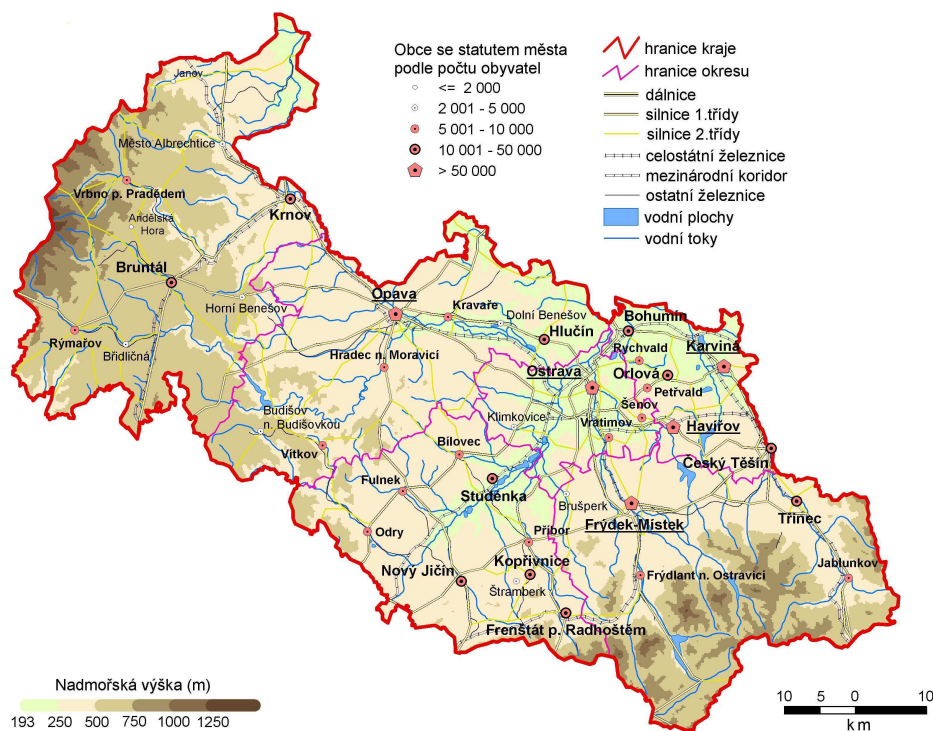 Obce se statutem města
podle počtu obyvatel
<= 2 000
2 001 - 5 000
5 001 - 10 000
10 001 - 50 000
> 50 000
hranice kraje
hranice okresu
dálnice
silnice 1.třídy
silnice 2.třídy
celostátní železnice
mezinárodní koridor
ostatní železnice
vodní plochy
vodní toky
Janov
Město Albrechtice
Vrbno p. Pradědem
Andělská
Hora
Krnov
Bruntál
Horní Benešov
Rýmařov
Břidličná
Opava
Kravaře
Dolní Benešov
Hlučín
Bohumín
Rychvald
Karviná
Hradec n. Moravicí
Ostrava
Orlová
Petřvald
Šenov
Budišov
n. Budišovkou
Klimkovice
Vratimov
Havířov
Vítkov
Bílovec
Český Těšín
Fulnek
Studénka
Brušperk
Frýdek-Místek
Třinec
Odry
Příbor
Nový Jičín
Kopřivnice
Štramberk
Frýdlant n. Ostravicí
Jablunkov
Frenštát p. Radhoštěm
Nadmořská výška (m)
193 250 500 750 1000 1250
10 5 0 10
km